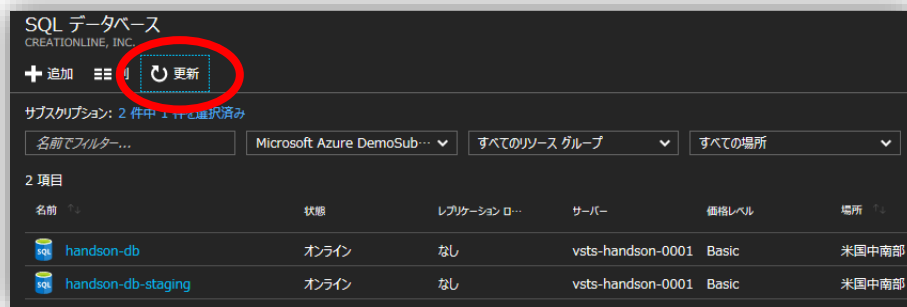 SQL データベース
CREATIONLINE, INC.
追加 更新
サブスクリプション: 2 件中 1 件を選択済み
名前でフィルター... Microsoft Azure DemoSub… すべてのリソース グループ すべての場所
2 項目
名前 状態 レプリケーション ロ… サーバー 価格レベル 場所
SQL handson-db オンライン なし vsts-handson-0001 Basic 米国中南部
SQL handson-db-staging オンライン なし vsts-handson-0001 Basic 米国中南部